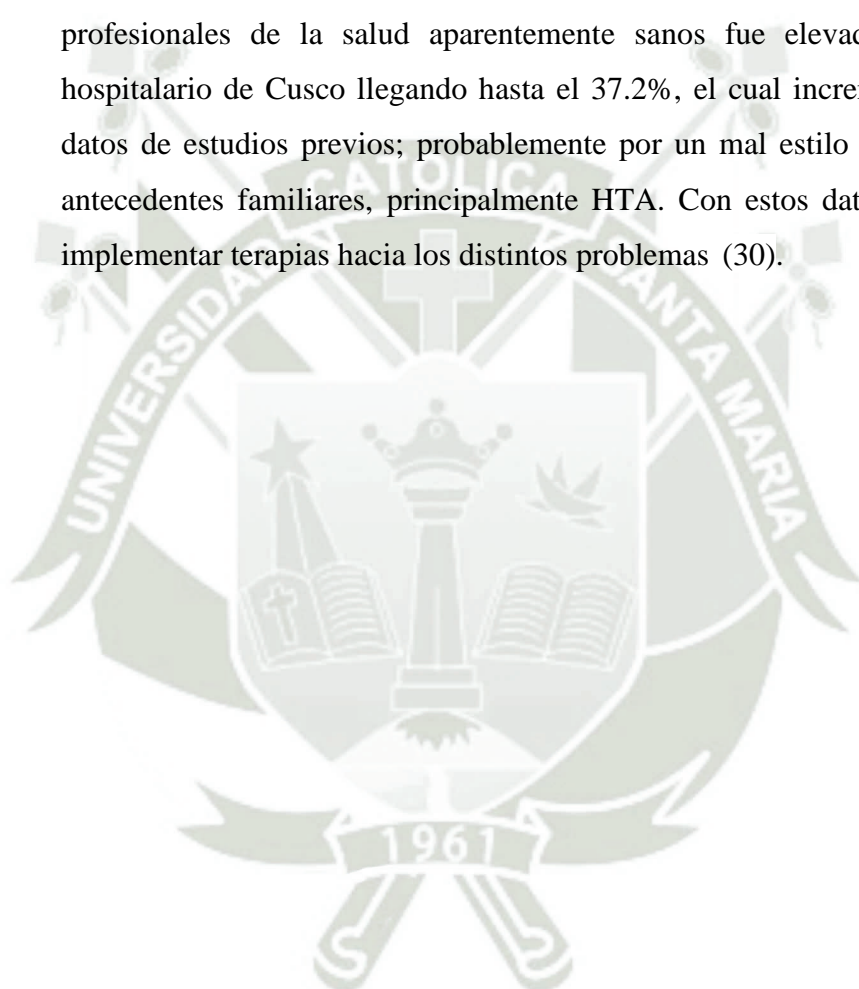 profesionales de la salud aparentemente sanos fue elevad
hospitalario de Cusco llegando hasta el 37.2%, el cual incre
datos de estudios previos; probablemente por un mal estilo
antecedentes familiares, principalmente HTA. Con estos dat
implementar terapias hacia los distintos problemas (30).
UNIVERSIDAD CATOLICA SANTA MARIA
1961